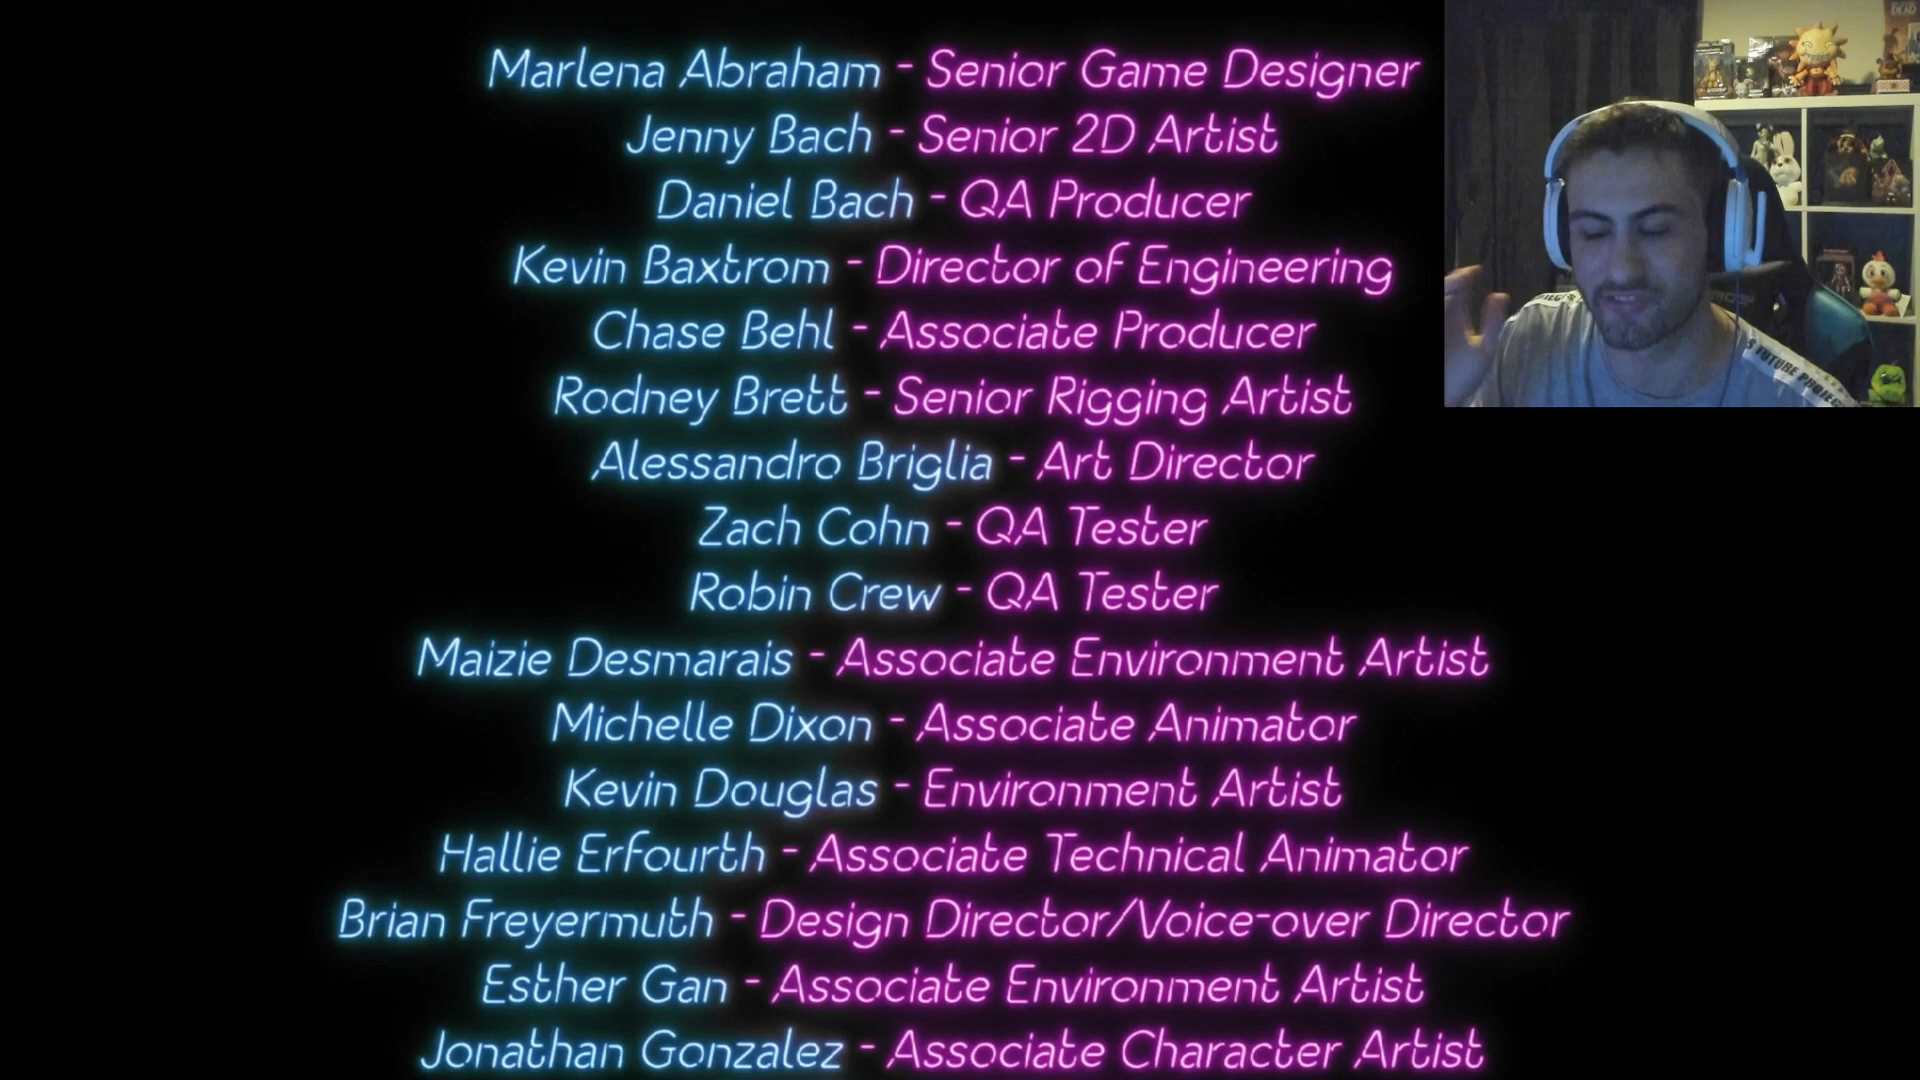 Marlena Abraham - Senior Game Designer
Jenny Bach - Senior 2D Artist
Daniel Bach - QA Producer
Kevin Baxtrom - Director of Engineering
Chase Behl - Associate Producer
Rodney Brett - Senior Rigging Artist
Alessandro Briglia - Art Director
Zach Cohn - QA Tester
Robin Crew - QA Tester
Maizie Desmarais - Associate Environment Artist
Michelle Dixon - Associate Animator
Kevin Douglas - Environment Artist
Hallie Erfourth - Associate Technical Animator
Brian Freyermuth - Design Director/Voice-over Director
Esther Gan - Associate Environment Artist
Jonathan Gonzalez - Associate Character Artist
DEAD
S FUTURE PROJEC